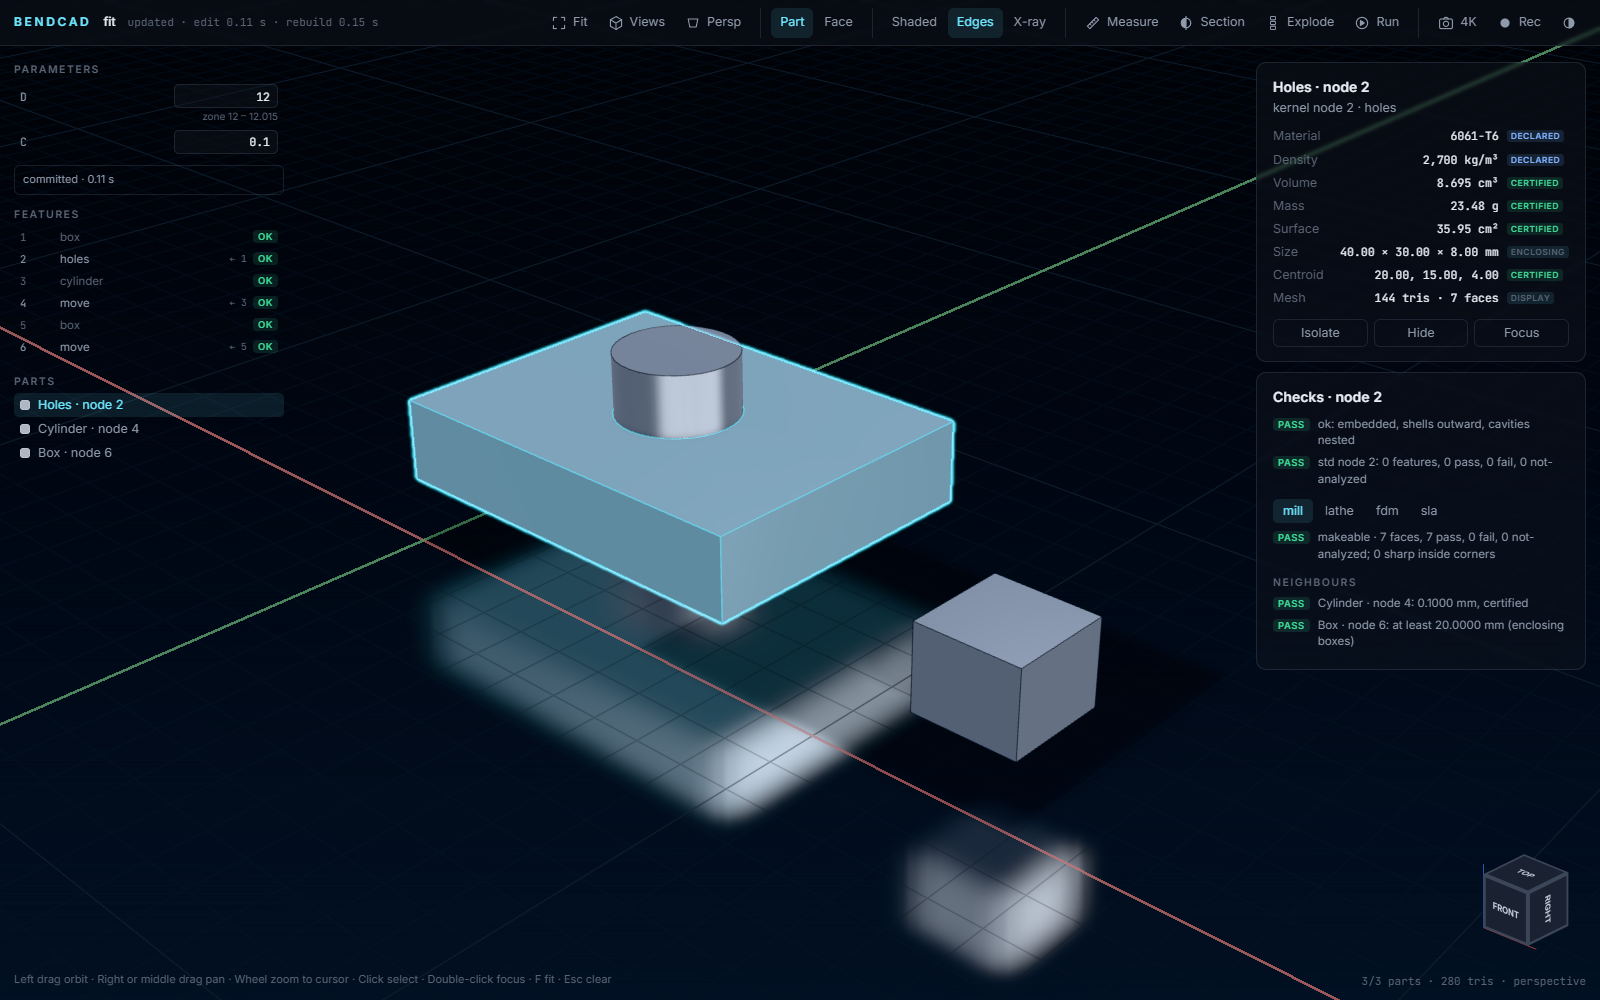 BENDCAD fit updated · edit 0.11 s · rebuild 0.15 s Fit Views Persp Part Face Shaded Edges X-ray Measure Section Explode Run 4K Rec
PARAMETERS
D 12
zone 12 – 12.015
C 0.1
committed · 0.11 s
FEATURES
1 box OK
2 holes ← 1 OK
3 cylinder OK
4 move ← 3 OK
5 box OK
6 move ← 5 OK
PARTS
Holes · node 2
Cylinder · node 4
Box · node 6
Holes · node 2
kernel node 2 · holes
Material 6061-T6 DECLARED
Density 2,700 kg/m³ DECLARED
Volume 8.695 cm³ CERTIFIED
Mass 23.48 g CERTIFIED
Surface 35.95 cm² CERTIFIED
Size 40.00 × 30.00 × 8.00 mm ENCLOSING
Centroid 20.00, 15.00, 4.00 CERTIFIED
Mesh 144 tris · 7 faces DISPLAY
Isolate Hide Focus
Checks · node 2
PASS ok: embedded, shells outward, cavities
nested
PASS std node 2: 0 features, 0 pass, 0 fail, 0 not-
analyzed
mill lathe fdm sla
PASS makeable · 7 faces, 7 pass, 0 fail, 0 not-
analyzed; 0 sharp inside corners
NEIGHBOURS
PASS Cylinder · node 4: 0.1000 mm, certified
PASS Box · node 6: at least 20.0000 mm (enclosing
boxes)
TOP
FRONT RIGHT
Left drag orbit · Right or middle drag pan · Wheel zoom to cursor · Click select · Double-click focus · F fit · Esc clear
3/3 parts · 280 tris · perspective